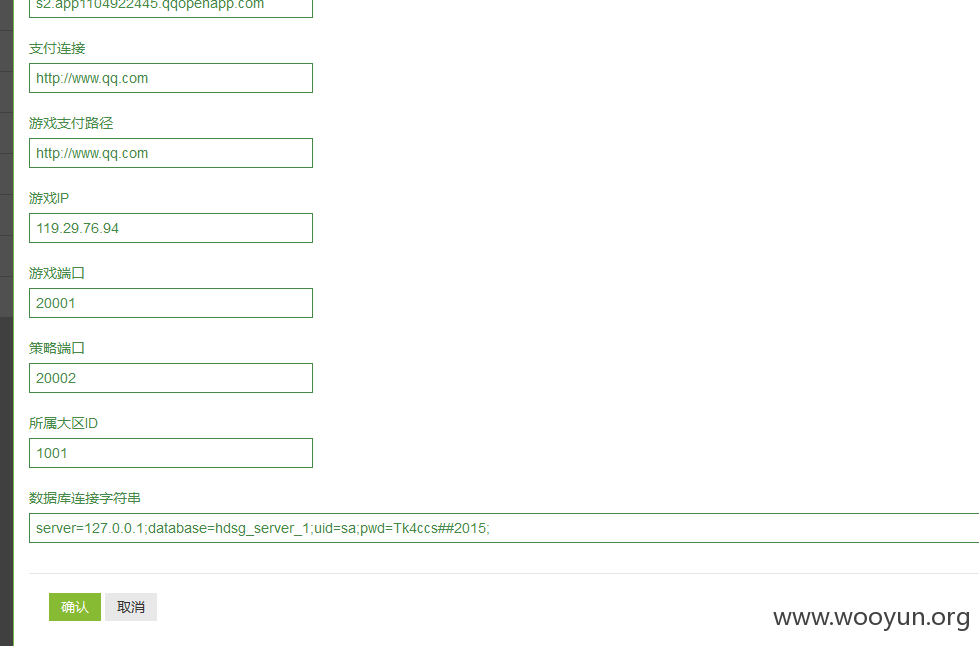 s2.app1104922445.qqopenapp.com
支付连接
http://www.qq.com
游戏支付路径
http://www.qq.com
游戏IP
119.29.76.94
游戏端口
20001
策略端口
20002
所属大区ID
1001
数据库连接字符串
server=127.0.0.1;database=hdsg_server_1;uid=sa;pwd=Tk4ccs##2015;
确认 取消
www.wooyun.org